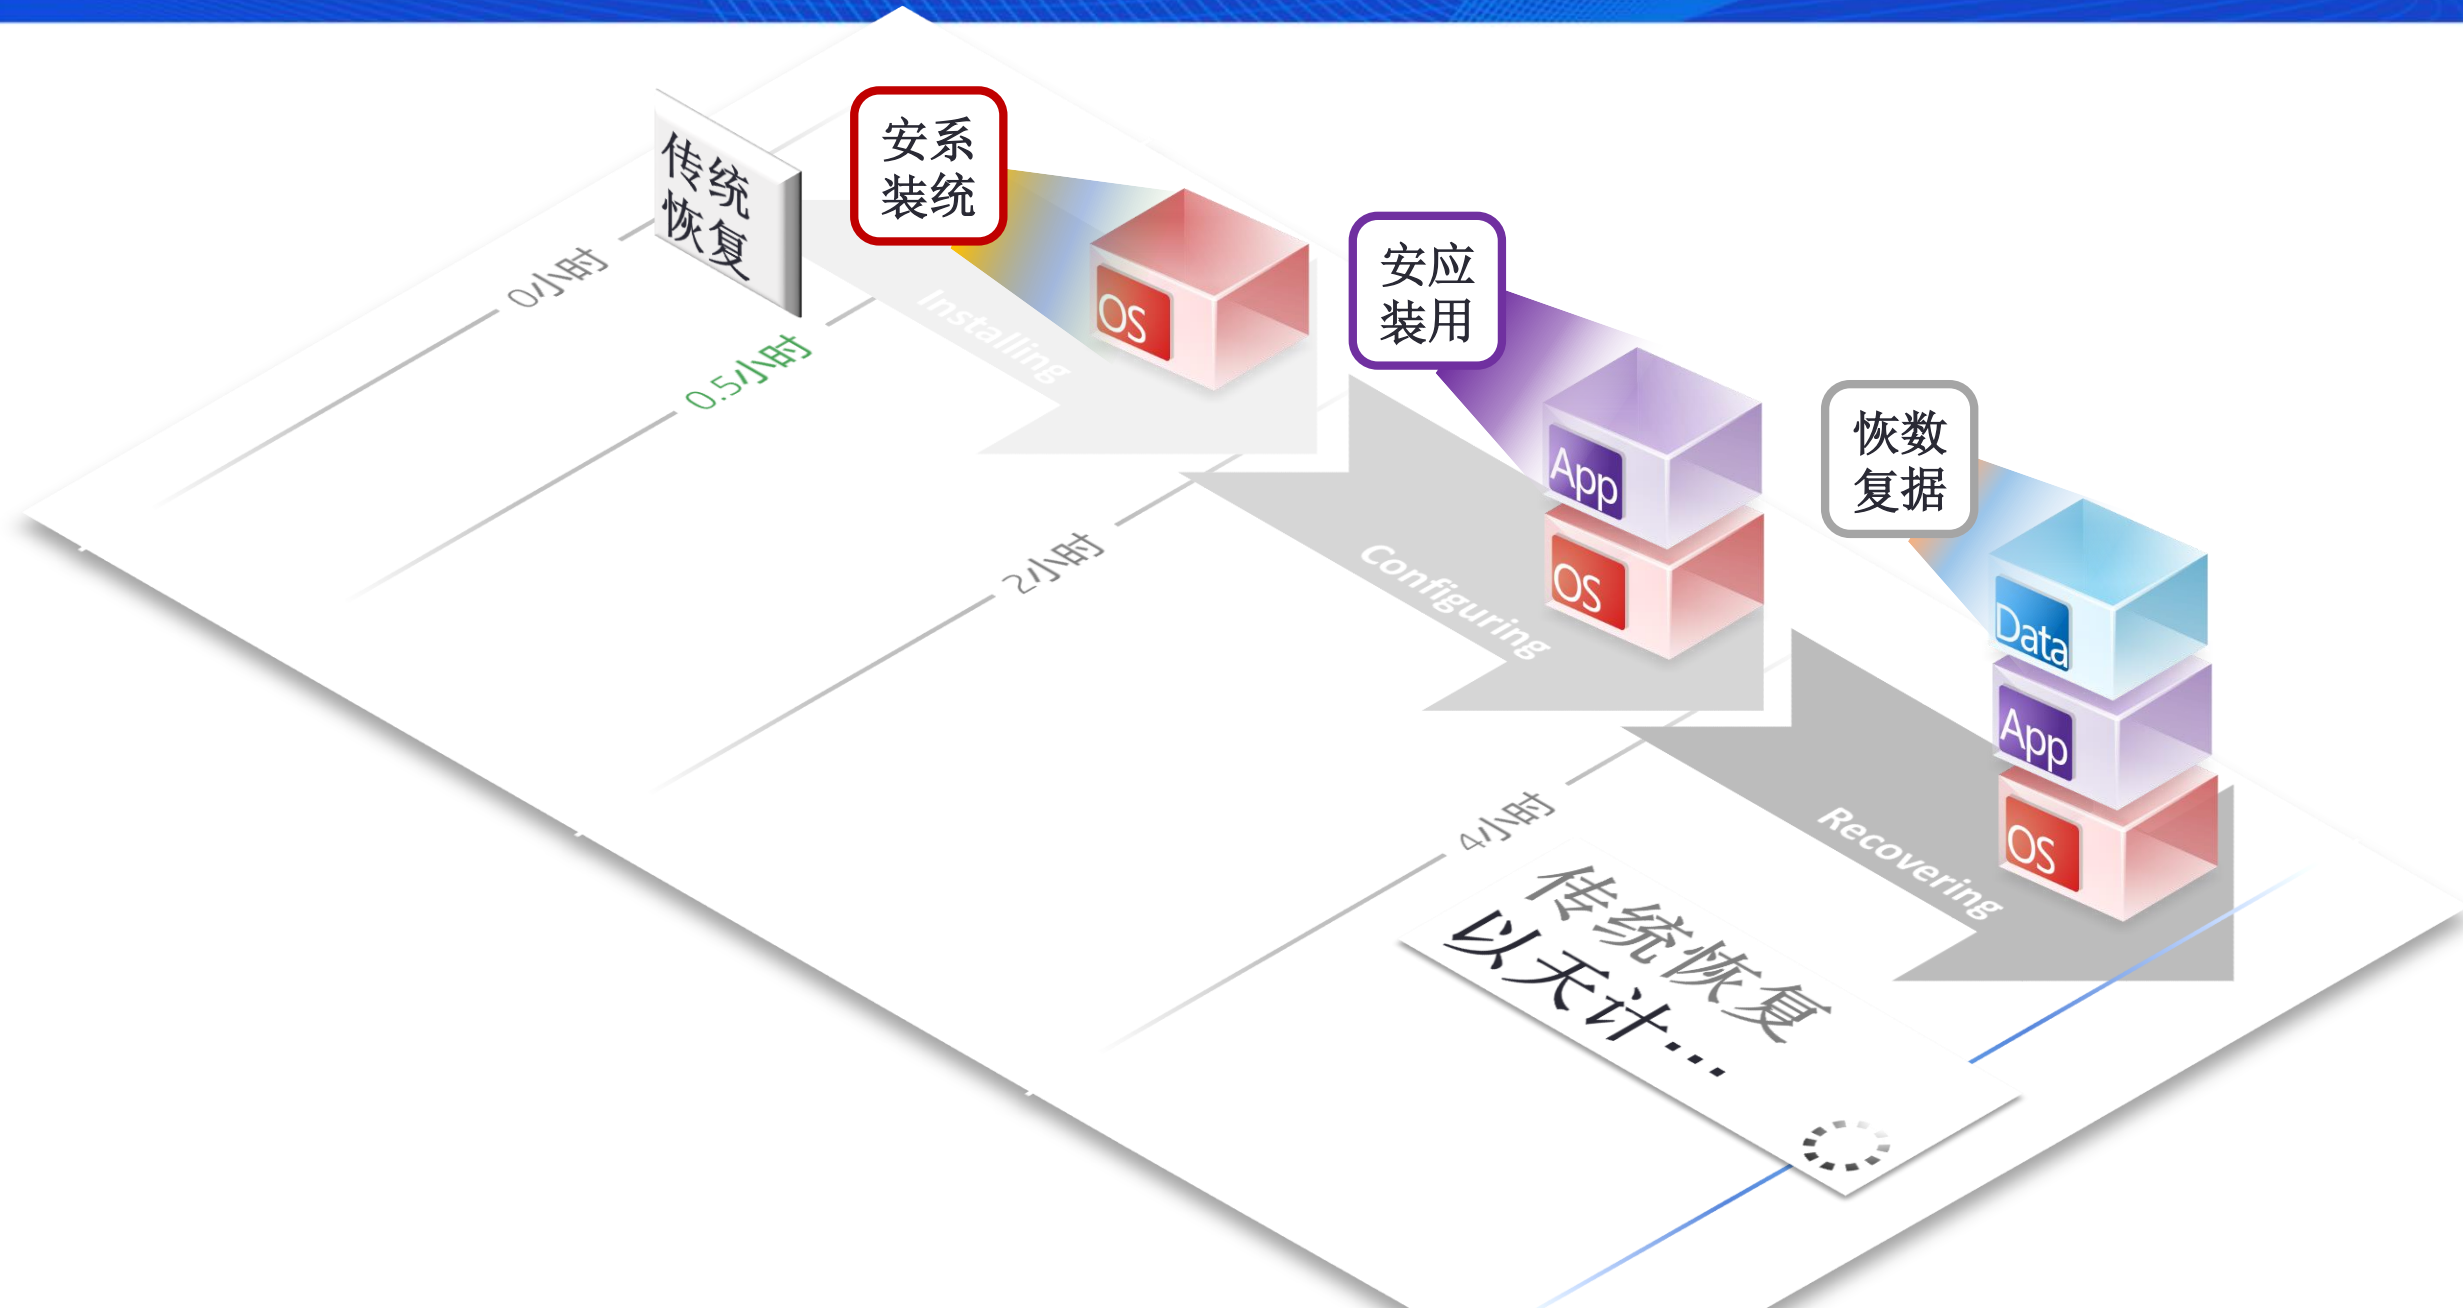 传统
恢复
安系
装统
0小时
Installing
OS
0.5小时
安应
装用
App
OS
2小时
Configuring
恢数
复据
Data
App
OS
4小时
Recovering
传统恢复
以天计...